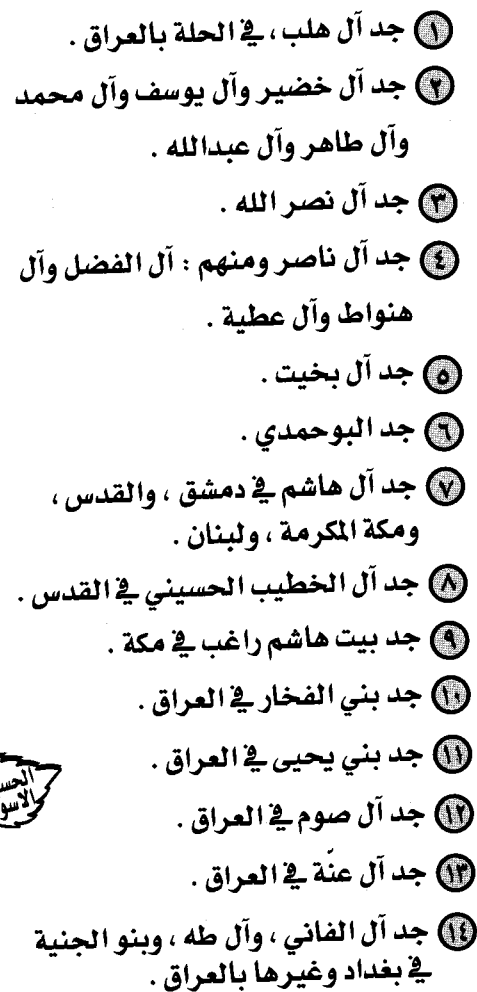 ١ جد آل هلب ، في الحلة بالعراق .
٢ جد آل خضير وآل يوسف وآل محمد
وآل طاهر وآل عبدالله .
٣ جد آل نصر الله .
٤ جد آل ناصر ومنهم : آل الفضل وآل
هنواط وآل عطية .
٥ جد آل بخيت .
٦ جد البوحمدي .
٧ جد آل هاشم في دمشق ، والقدس ،
ومكة المكرمة ، ولبنان .
٨ جد آل الخطيب الحسيني في القدس .
٩ جد بيت هاشم راغب في مكة .
١٠ جد بني الفخار في العراق .
١١ جد بني يحيى في العراق .
١٢ جد آل صوم في العراق .
١٣ جد آل عنّة في العراق .
١٤ جد آل الفاني ، وآل طه ، وبنو الجنية
في بغداد وغيرها بالعراق .